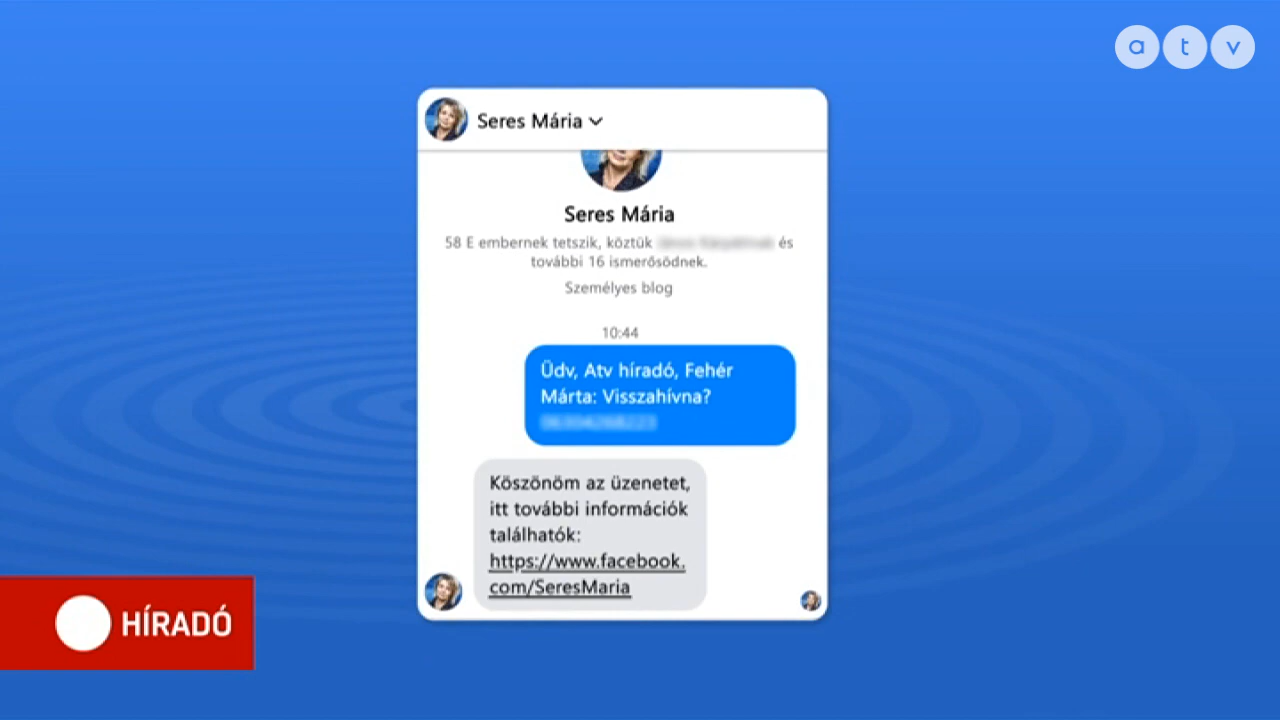 atv
Seres Mária
Seres Mária
58 E embernek tetszik, köztük és
további 16 ismerősödnek.
Személyes blog
10:44
Üdv, Atv híradó, Fehér
Márta: Visszahívna?
Köszönöm az üzenetet,
itt további információk
találhatók:
https://www.facebook.
com/SeresMaria
HÍRADÓ